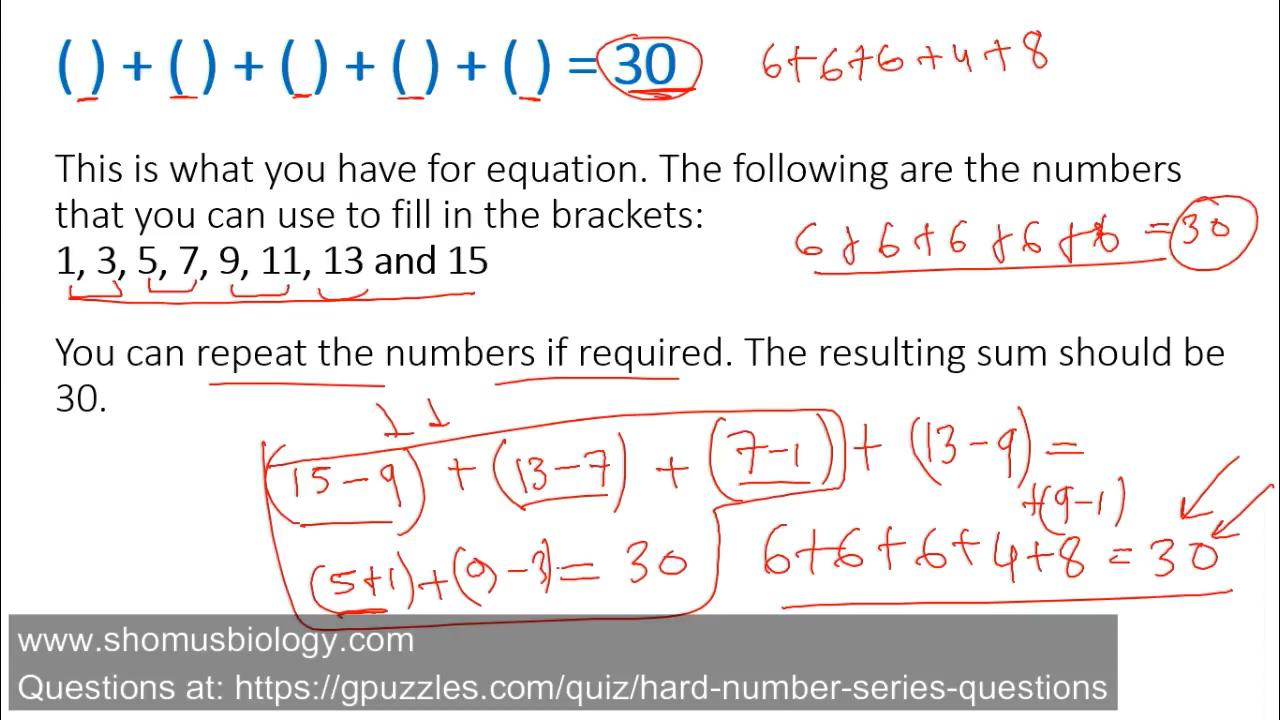 ( ) + ( ) + ( ) + ( ) + ( ) = 30
6+6+6+4+8
This is what you have for equation. The following are the numbers
that you can use to fill in the brackets:
6+6+6+6+6 = 30
1, 3, 5, 7, 9, 11, 13 and 15
You can repeat the numbers if required. The resulting sum should be
30.
1 1
(15-9) + (13-7) + (7-1) + (13-9) =
+(9-1)
(5+1)+(9-3)= 30
6+6+6+4+8 = 30
www.shomusbiology.com
Questions at: https://gpuzzles.com/quiz/hard-number-series-questions